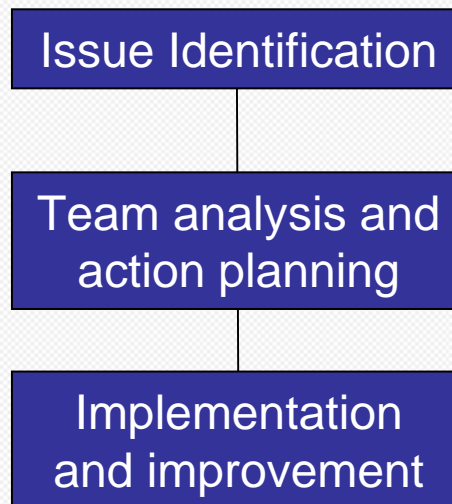 Issue Identification
Team analysis and
action planning
Implementation
and improvement